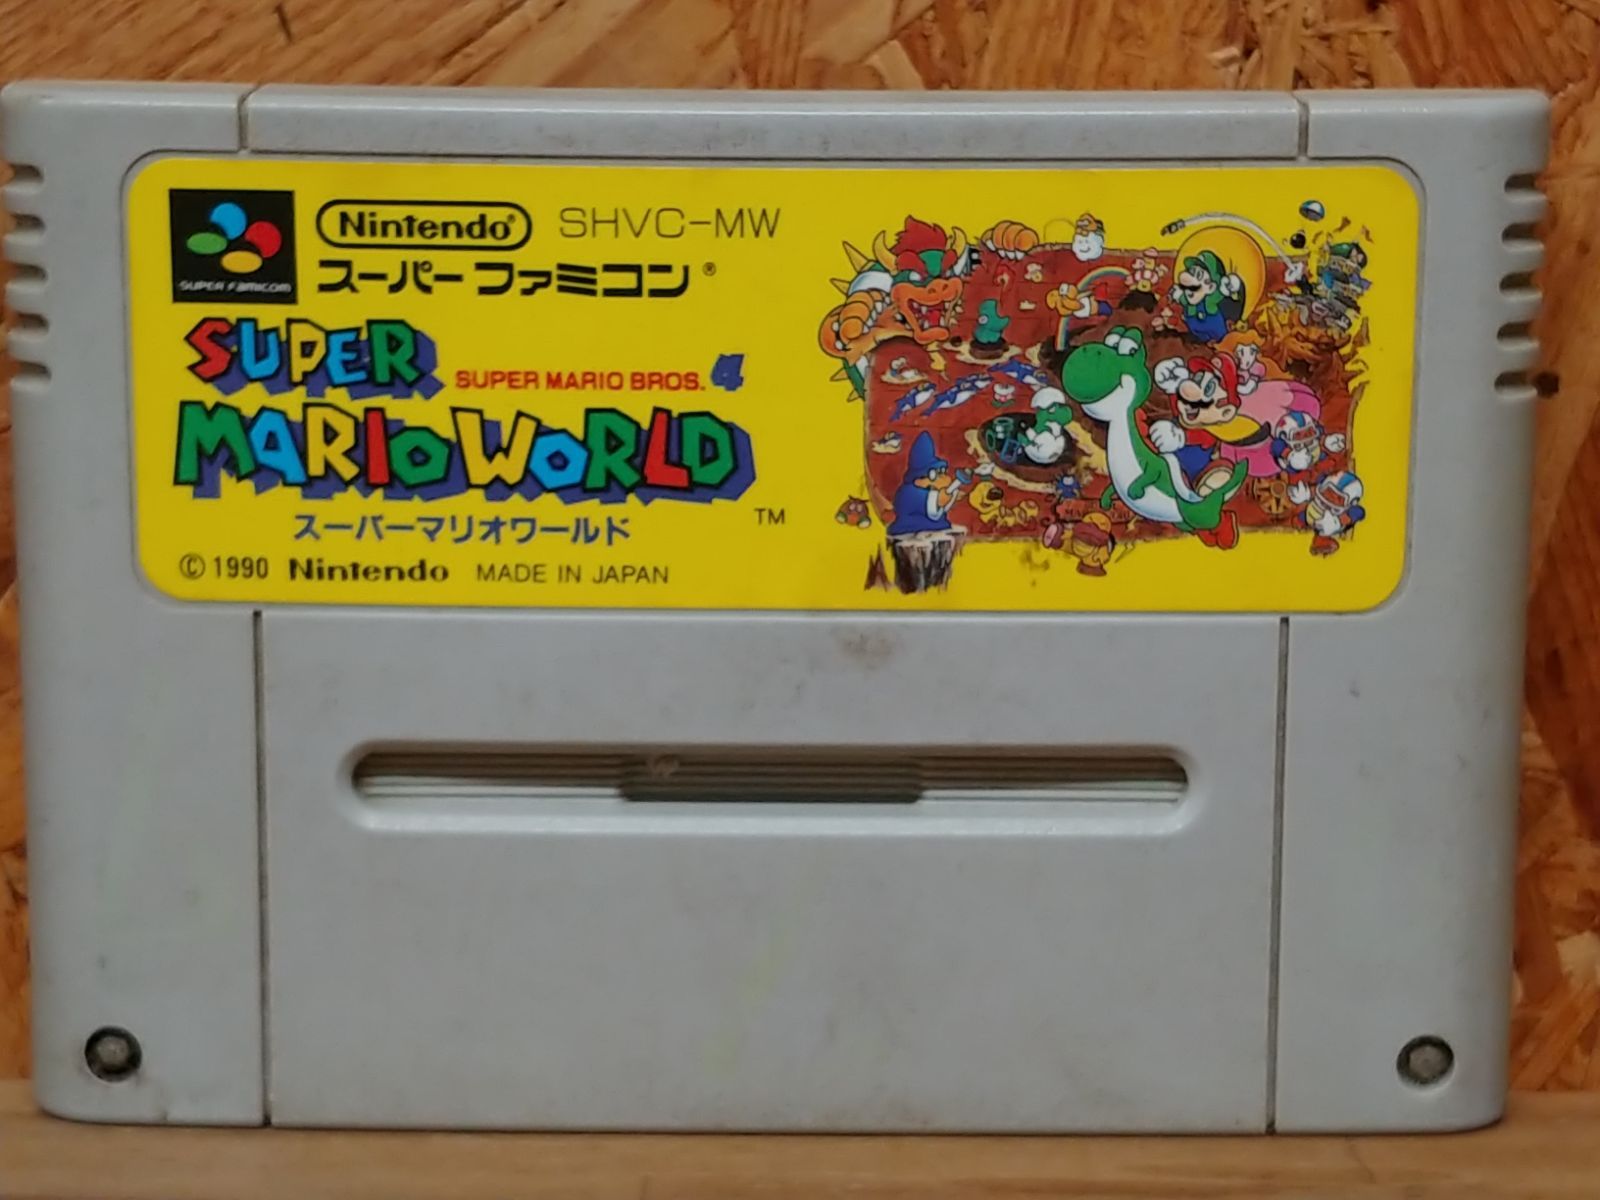 Nintendo® SHVC-MW
SUPER FAMICOM
スーパーファミコン®
SUPER
SUPER MARIO BROS. 4
MARIO WORLD
TM
スーパーマリオワールド
© 1990 Nintendo MADE IN JAPAN